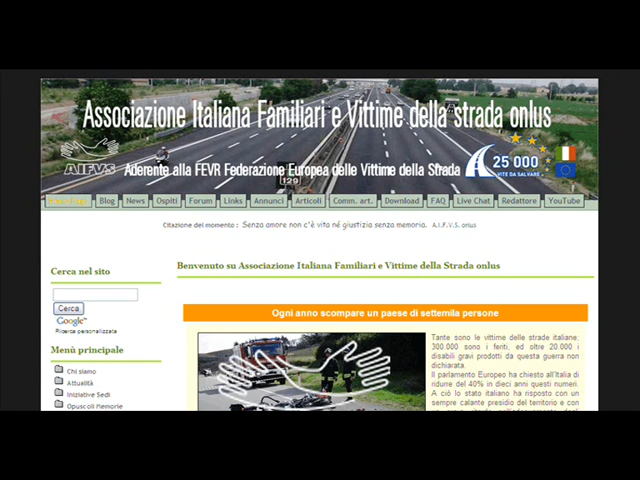 Associazione Italiana Familiari e Vittime della strada onlus
AIFVS
Aderente alla FEVR Federazione Europea delle Vittime della Strada
25 000
VITE DA SALVARE
129
Home Page Blog News Ospiti Forum Links Annunci Articoli Comm. art. Download FAQ Live Chat Redattore YouTube
Citazione del momento : Senza amore non c'è vita né giustizia senza memoria. A.I.F.V.S. onlus
Cerca nel sito
Benvenuto su Associazione Italiana Familiari e Vittime della Strada onlus
Cerca
Google
Ricerca personalizzata
Menù principale
Chi siamo
Attualità
Iniziative Sedi
Opuscoli Memorie
Ogni anno scompare un paese di settemila persone
Tante sono le vittime delle strade italiane;
300.000 sono i feriti, ed oltre 20.000 i
disabili gravi prodotti da questa guerra non
dichiarata.
Il parlamento Europeo ha chiesto all'Italia di
ridurre del 40% in dieci anni questi numeri.
A ciò lo stato italiano ha risposto con un
sempre calante presidio del territorio e con